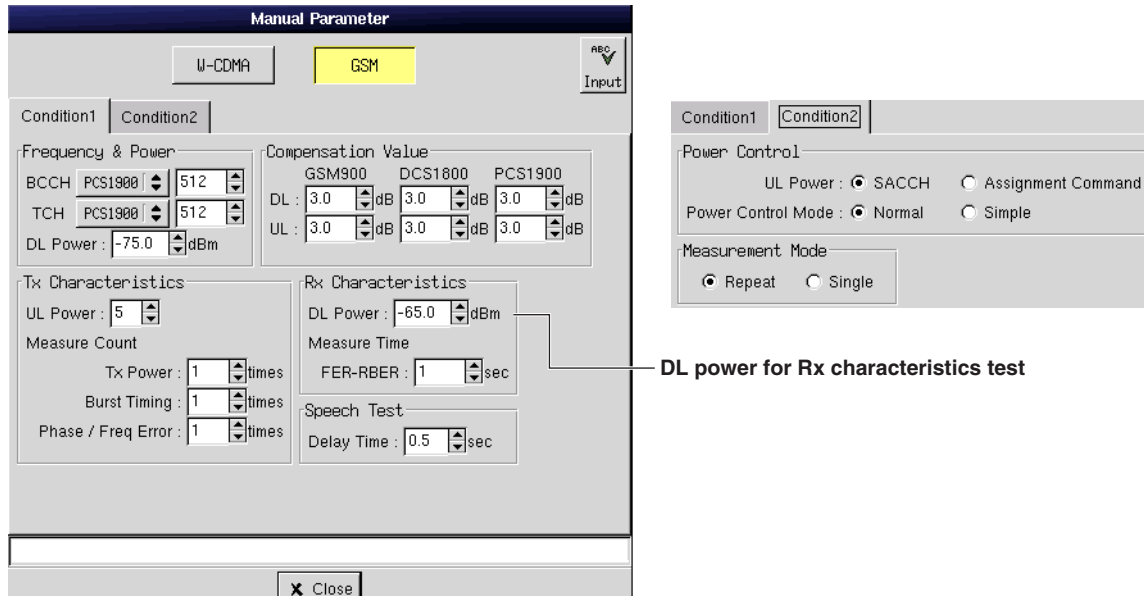 Manual Parameter
W-CDMA
GSM
ABC
Input
Condition1
Condition2
Frequency & Power
BCCH PCS1900 512
TCH PCS1900 512
DL Power : -75.0 dBm
Compensation Value
GSM900 DCS1800 PCS1900
DL : 3.0 dB 3.0 dB 3.0 dB
UL : 3.0 dB 3.0 dB 3.0 dB
Tx Characteristics
UL Power : 5
Measure Count
Tx Power : 1 times
Burst Timing : 1 times
Phase / Freq Error : 1 times
Rx Characteristics
DL Power : -65.0 dBm
Measure Time
FER-RBER : 1 sec
Speech Test
Delay Time : 0.5 sec
X Close
Condition1
Condition2
Power Control
UL Power : SACCH Assignment Command
Power Control Mode : Normal Simple
Measurement Mode
Repeat Single
DL power for Rx characteristics test